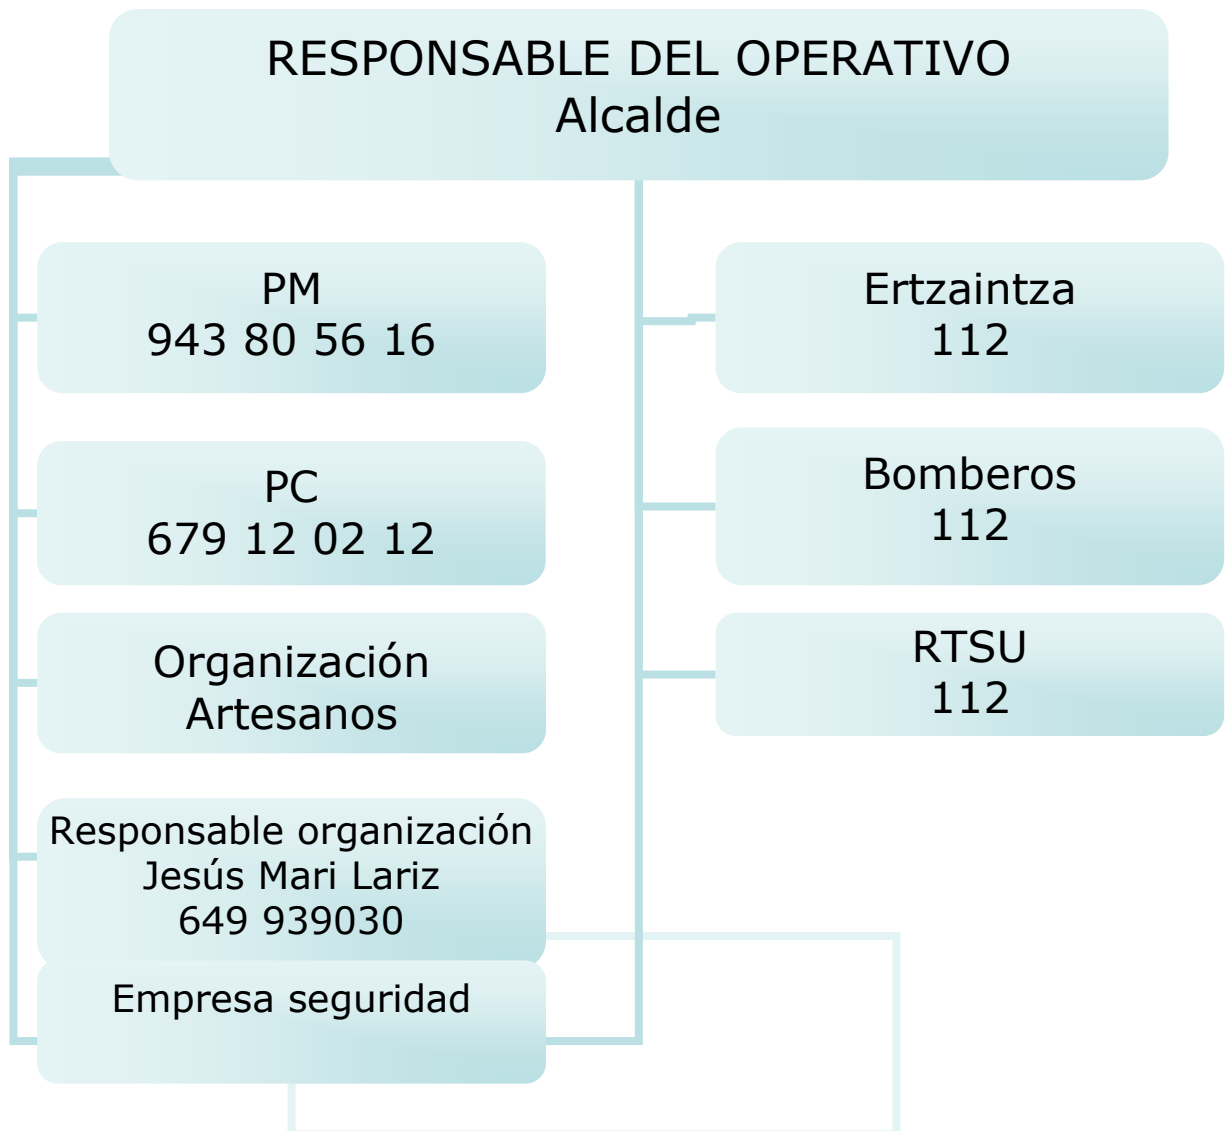 RESPONSABLE DEL OPERATIVO
Alcalde
PM
943 80 56 16
PC
679 12 02 12
Organización
Artesanos
Responsable organización
Jesús Mari Lariz
649 939030
Empresa seguridad
Ertzaintza
112
Bomberos
112
RTSU
112